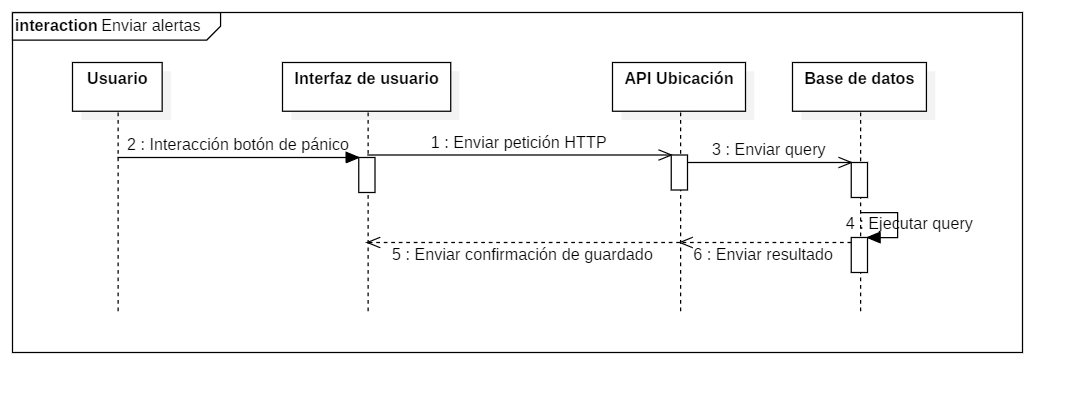 interaction Enviar alertas
Usuario
Interfaz de usuario
API Ubicación
Base de datos
2 : Interacción botón de pánico
1 : Enviar petición HTTP
3 : Enviar query
4 : Ejecutar query
5 : Enviar confirmación de guardado
6 : Enviar resultado